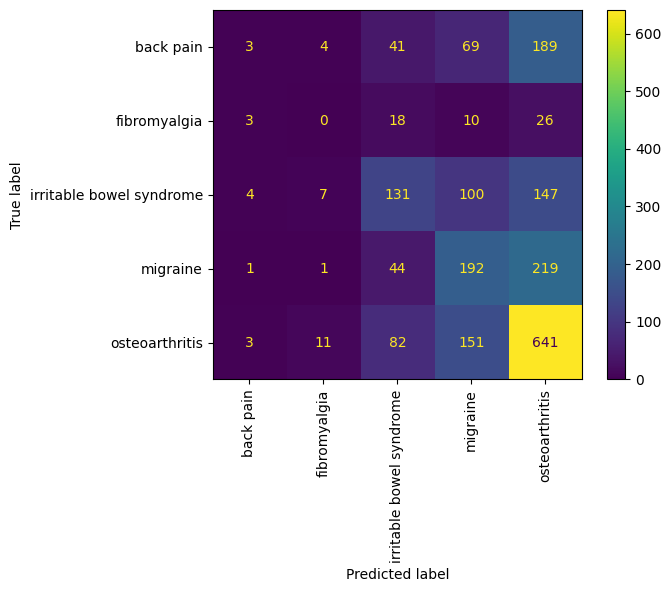 back pain 3 4 41 69 189
fibromyalgia 3 0 18 10 26
irritable bowel syndrome 4 7 131 100 147
migraine 1 1 44 192 219
osteoarthritis 3 11 82 151 641
True label
back pain
fibromyalgia
irritable bowel syndrome
migraine
osteoarthritis
Predicted label
600
500
400
300
200
100
0